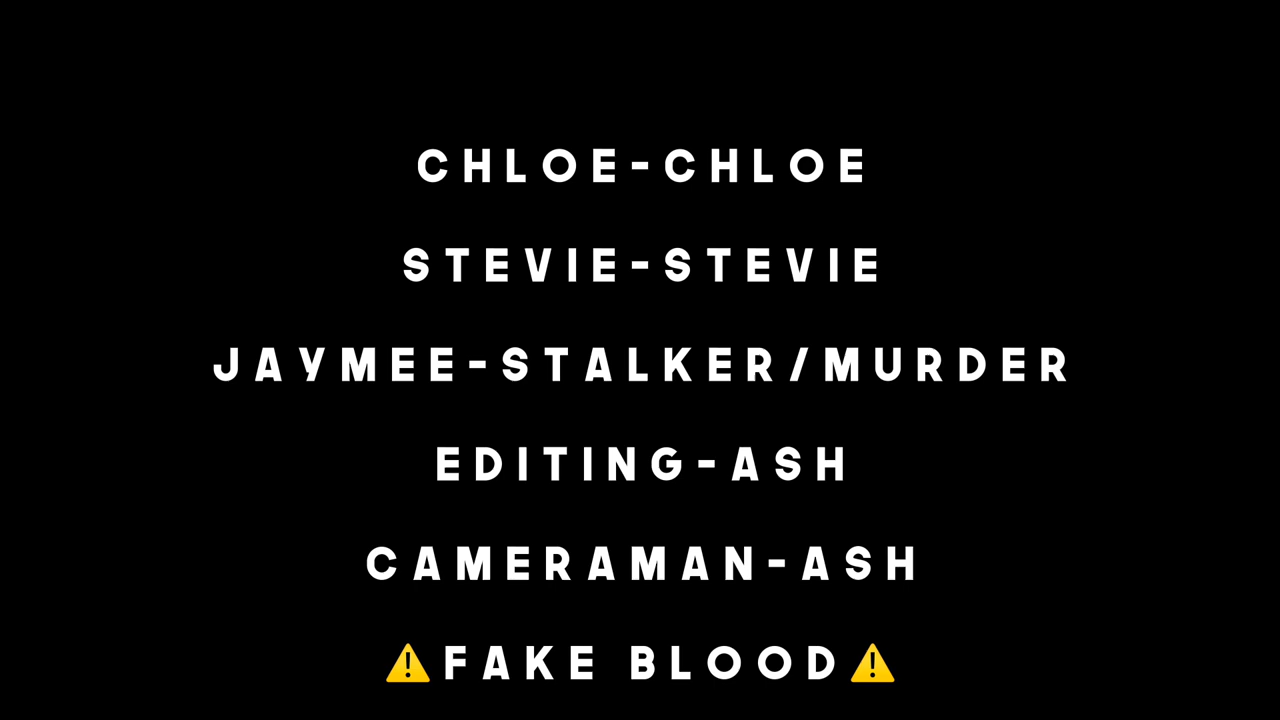 CHLOE-CHLOE
STEVIE-STEVIE
JAYMEE-STALKER/MURDER
EDITING-ASH
CAMERAMAN-ASH
⚠️FAKE BLOOD⚠️